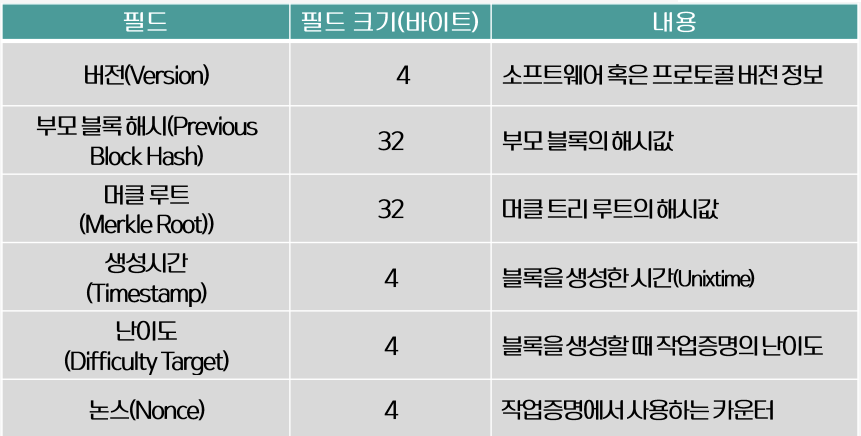 필드 필드 크기(바이트) 내용
버전(Version) 4 소프트웨어 혹은 프로토콜 버전 정보
부모 블록 해시(Previous
Block Hash) 32 부모 블록의 해시값
머클 루트
(Merkle Root)) 32 머클 트리 루트의 해시값
생성시간
(Timestamp) 4 블록을 생성한 시간(Unixtime)
난이도
(Difficulty Target) 4 블록을 생성할 때 작업증명의 난이도
논스(Nonce) 4 작업증명에서 사용하는 카운터